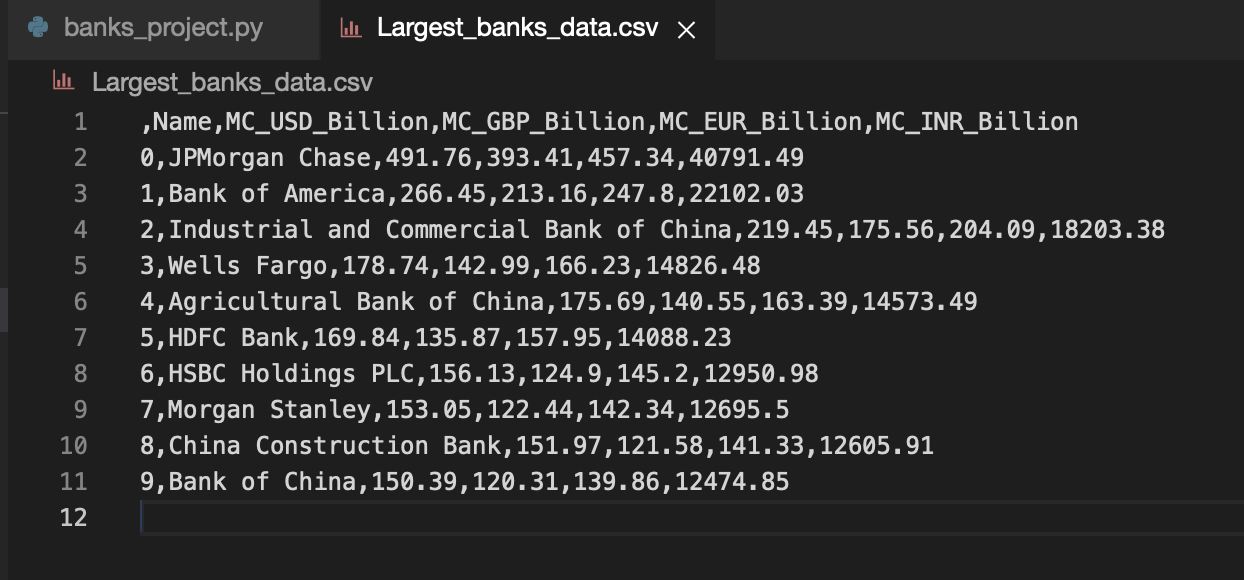 banks_project.py Largest_banks_data.csv
Largest_banks_data.csv
1 ,Name,MC_USD_Billion,MC_GBP_Billion,MC_EUR_Billion,MC_INR_Billion
2 0,JPMorgan Chase,491.76,393.41,457.34,40791.49
3 1,Bank of America,266.45,213.16,247.8,22102.03
4 2,Industrial and Commercial Bank of China,219.45,175.56,204.09,18203.38
5 3,Wells Fargo,178.74,142.99,166.23,14826.48
6 4,Agricultural Bank of China,175.69,140.55,163.39,14573.49
7 5,HDFC Bank,169.84,135.87,157.95,14088.23
8 6,HSBC Holdings PLC,156.13,124.9,145.2,12950.98
9 7,Morgan Stanley,153.05,122.44,142.34,12695.5
10 8,China Construction Bank,151.97,121.58,141.33,12605.91
11 9,Bank of China,150.39,120.31,139.86,12474.85
12